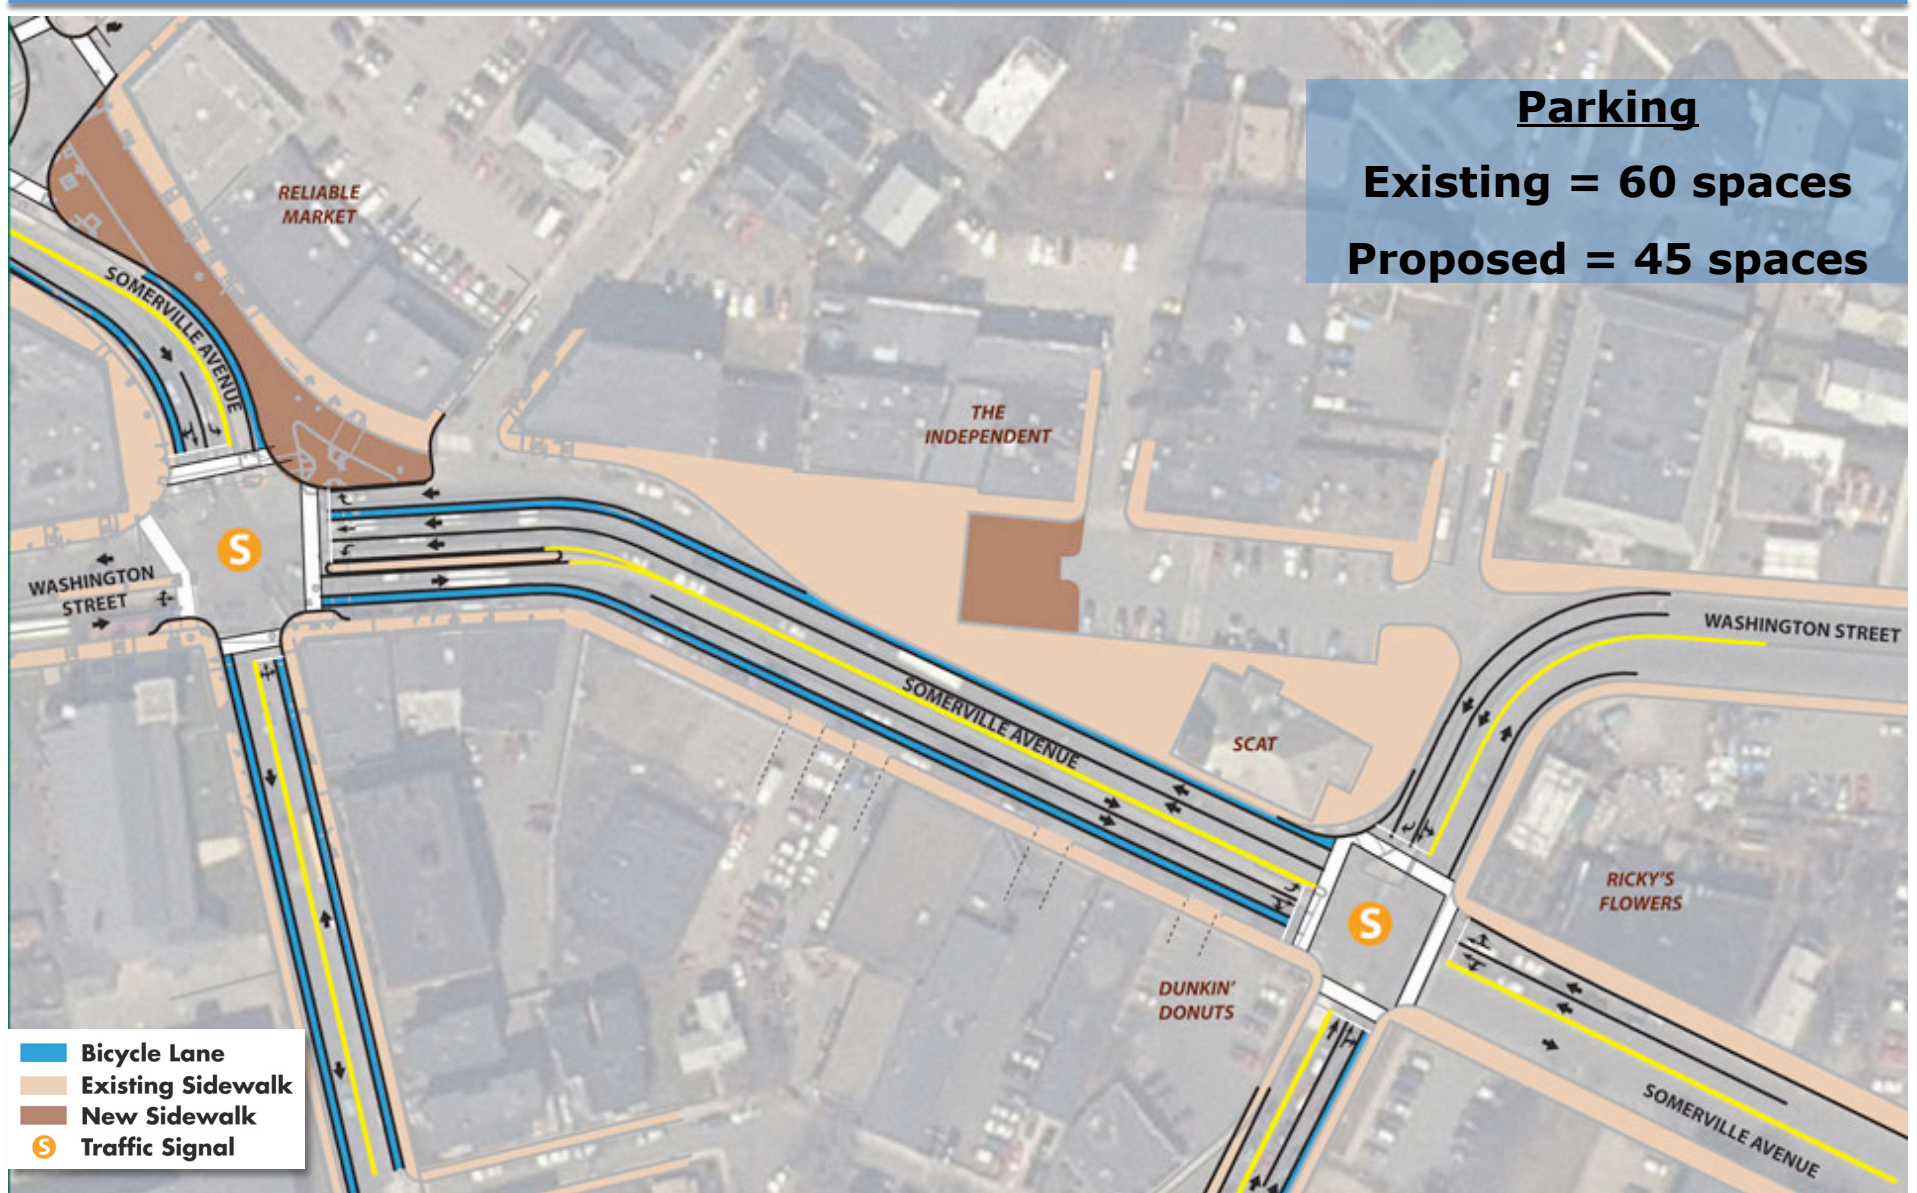 Parking
Existing = 60 spaces
Proposed = 45 spaces
RELIABLE
MARKET
SOMERVILLE AVENUE
THE
INDEPENDENT
S
WASHINGTON
STREET
WASHINGTON STREET
SOMERVILLE AVENUE
SCAT
RICKY'S
FLOWERS
S
DUNKIN'
DONUTS
SOMERVILLE AVENUE
Bicycle Lane
Existing Sidewalk
New Sidewalk
S Traffic Signal